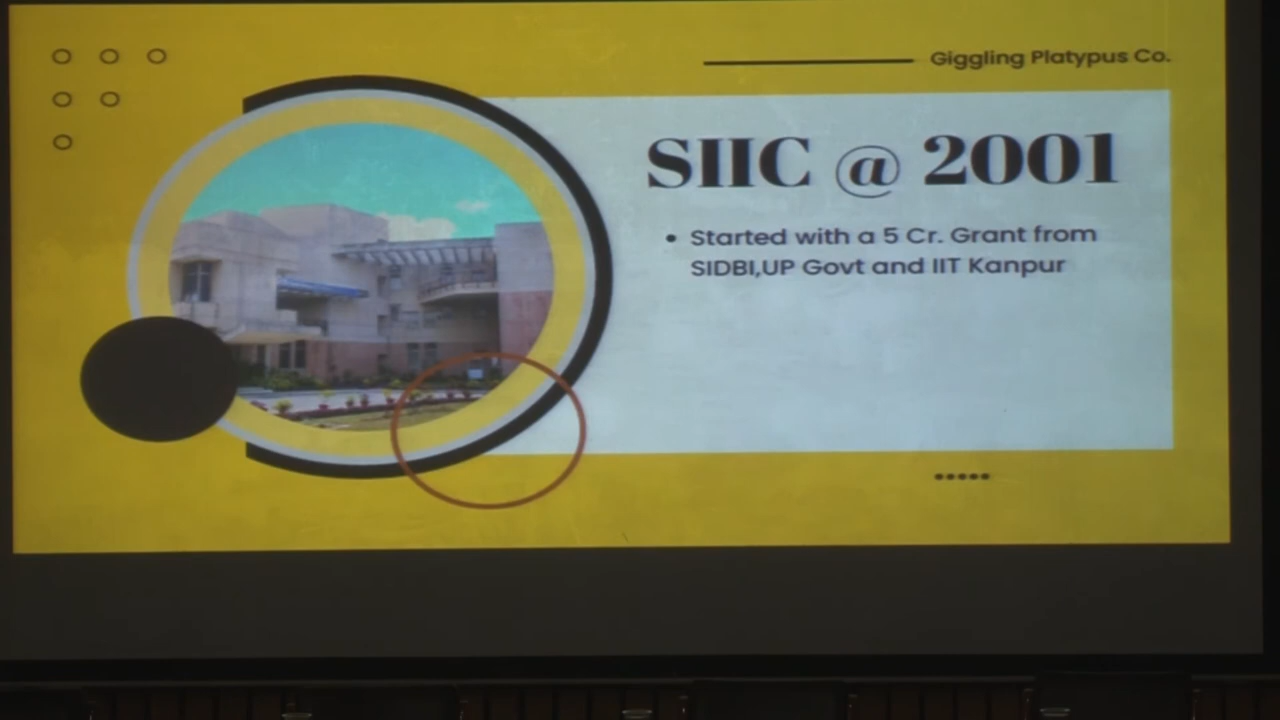 Giggling Platypus Co.
SIIC @ 2001
• Started with a 5 Cr. Grant from
SIDBI,UP Govt and IIT Kanpur